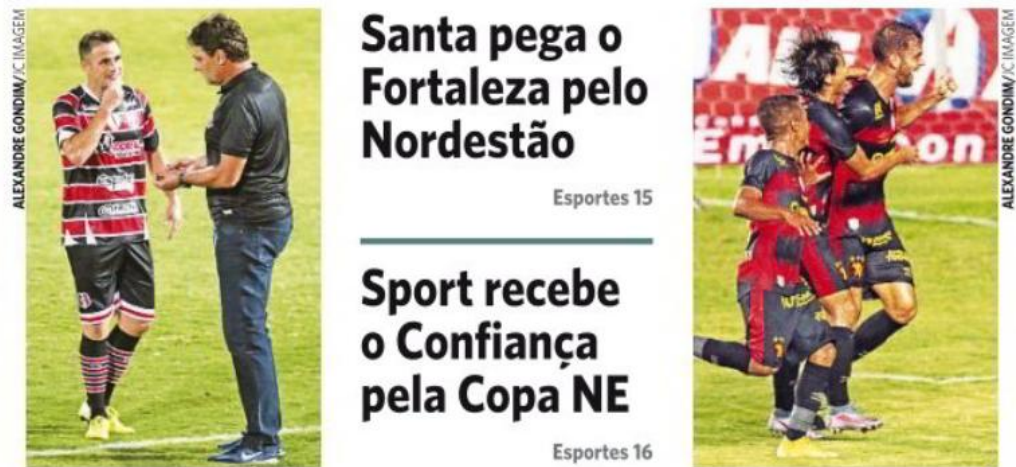 ALEXANDRE GONDIM/JC IMAGEM
Santa pega o
Fortaleza pelo
Nordestão
Esportes 15
Sport recebe
o Confiança
pela Copa NE
Esportes 16
ALEXANDRE GONDIM/JC IMAGEM